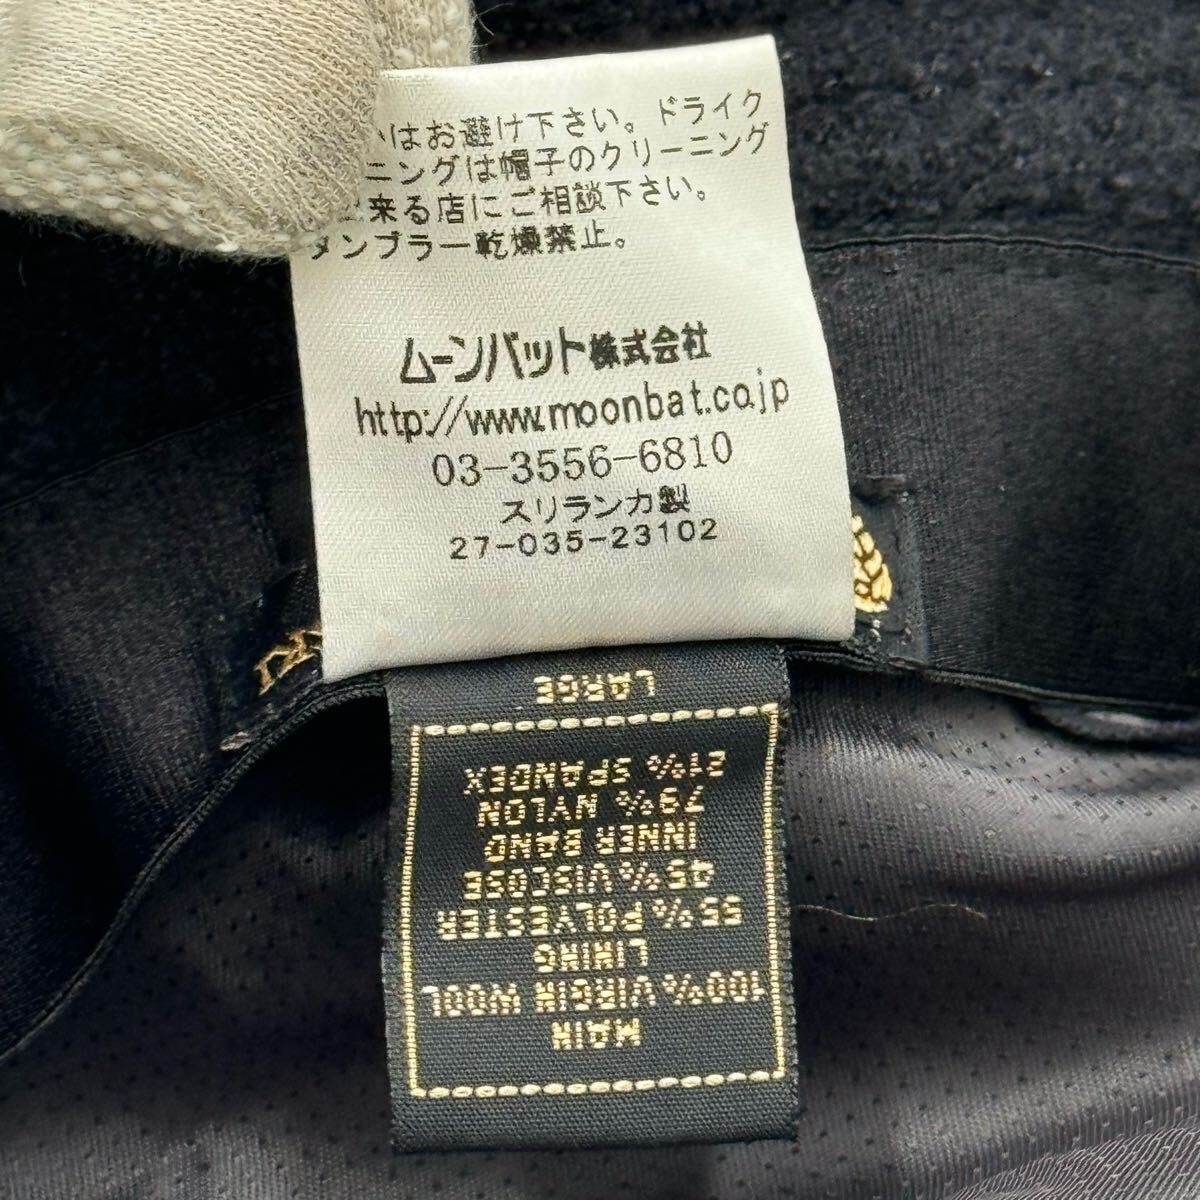 はお避け下さい。ドライク
ニングは帽子のクリーニング
来る店にご相談下さい。
タンブラー乾燥禁止。
ムーンバット株式会社
http://www.moonbat.co.jp
03-3556-6810
スリランカ製
27-035-23102
MAIN
100% VIRGIN WOOL
LINING
55% POLYESTER
45% VISCOSE
INNER BAND
79% NYLON
21% SPANDEX
LARGE